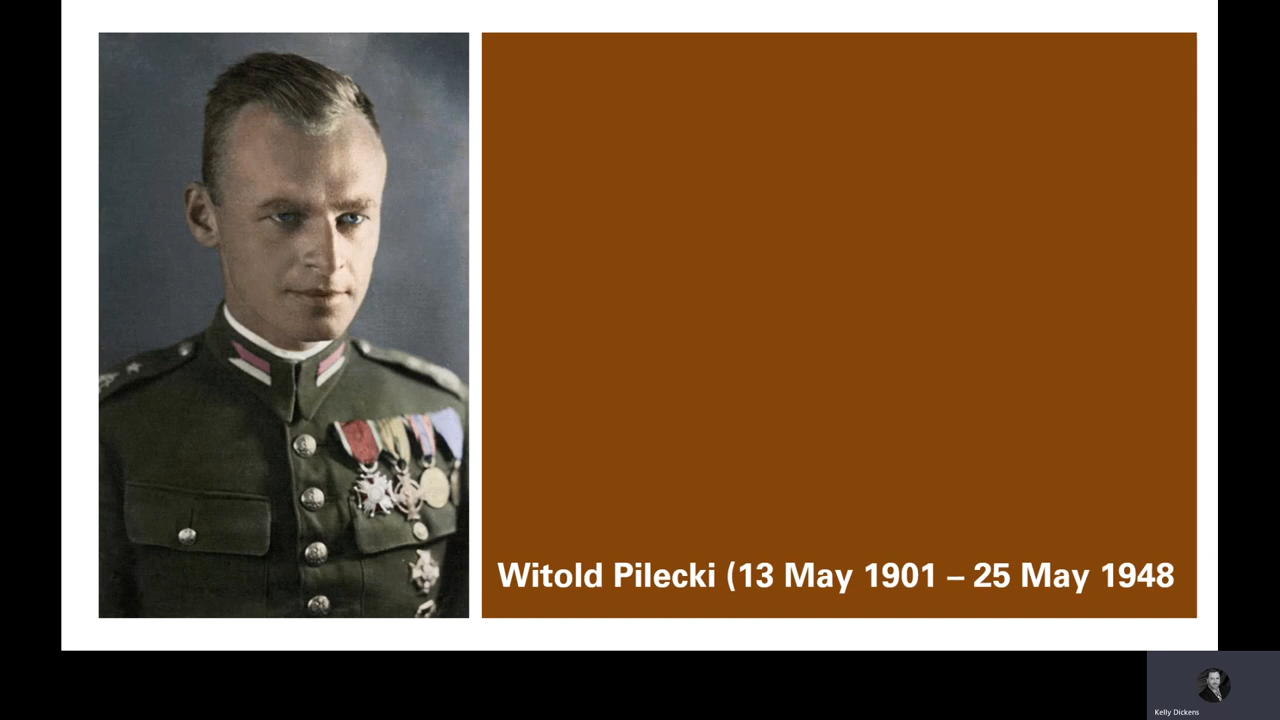 Witold Pilecki (13 May 1901 – 25 May 1948
Kelly Dickens